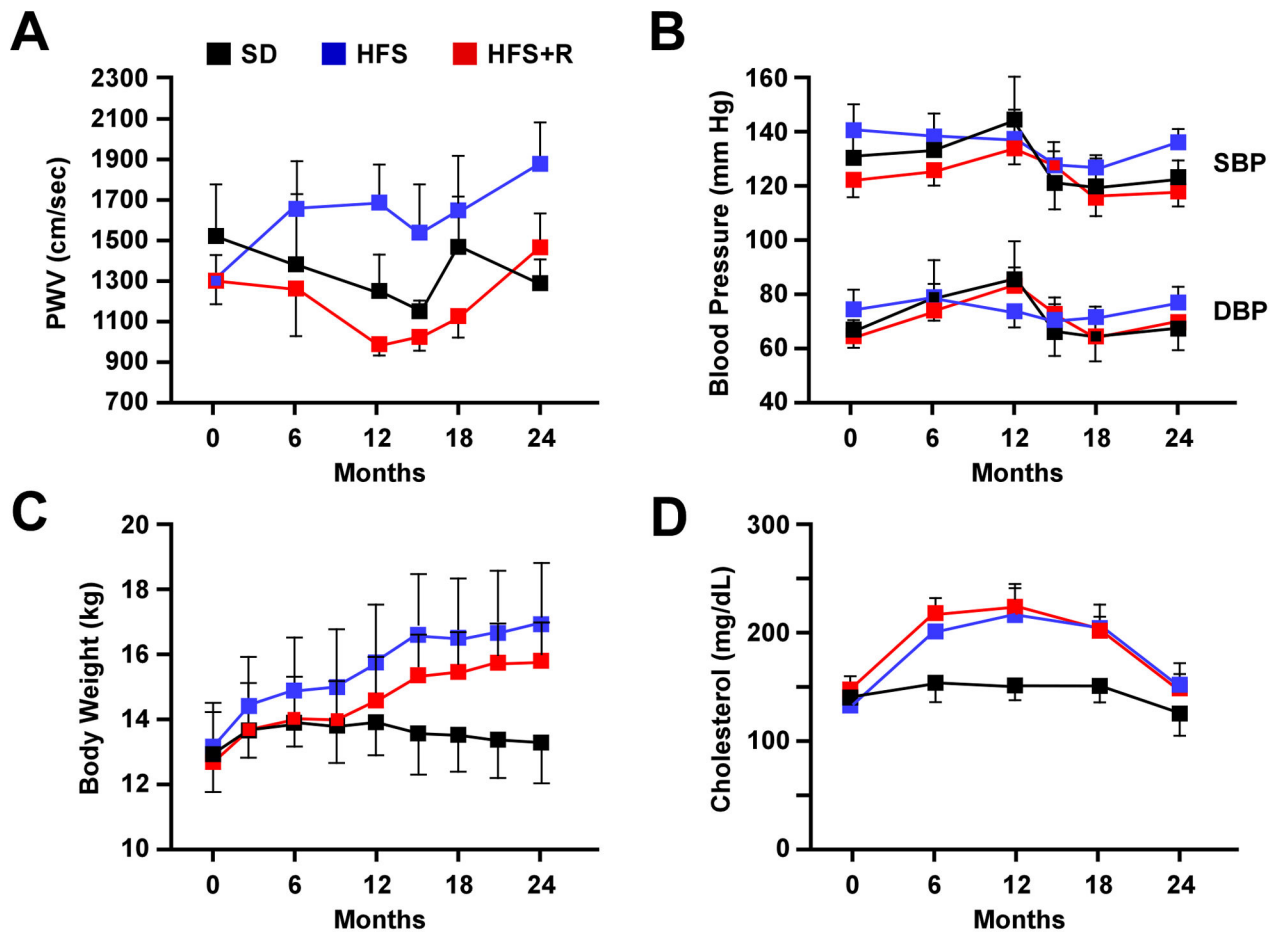 A
SD HFS HFS+R
PWV (cm/sec)
2300
2100
1900
1700
1500
1300
1100
900
700
0 6 12 18 24
Months
B
Blood Pressure (mm Hg)
160
140
120
100
80
60
40
SBP
DBP
0 6 12 18 24
Months
C
Body Weight (kg)
20
18
16
14
12
10
0 6 12 18 24
Months
D
Cholesterol (mg/dL)
300
200
100
0
0 6 12 18 24
Months